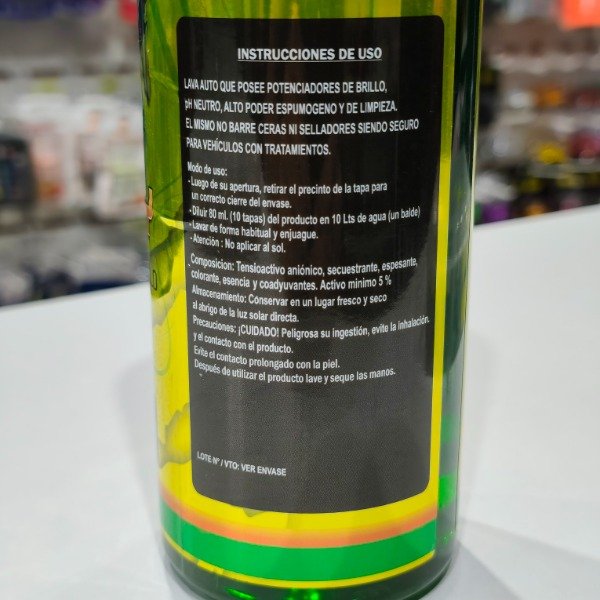 INSTRUCCIONES DE USO
LAVA AUTO QUE POSEE POTENCIADORES DE BRILLO,
pH NEUTRO, ALTO PODER ESPUMOGENO Y DE LIMPIEZA.
EL MISMO NO BARRE CERAS NI SELLADORES SIENDO SEGURO
PARA VEHÍCULOS CON TRATAMIENTOS.
Modo de uso:
- Luego de su apertura, retirar el precinto de la tapa para
un correcto cierre del envase.
- Diluir 80 ml. (10 tapas) del producto en 10 Lts de agua (un balde)
- Lavar de forma habitual y enjuague.
- Atención : No aplicar al sol.
Composicion: Tensioactivo aniónico, secuestrante, espesante,
colorante, esencia y coadyuvantes. Activo minimo 5 %
Almacenamiento: Conservar en un lugar fresco y seco
al abrigo de la luz solar directa.
Precauciones: ¡CUIDADO! Peligrosa su ingestión, evite la inhalación.
y el contacto con el producto.
Evite el contacto prolongado con la piel.
Después de utilizar el producto lave y seque las manos.
LOTE Nº / VTO: VER ENVASE